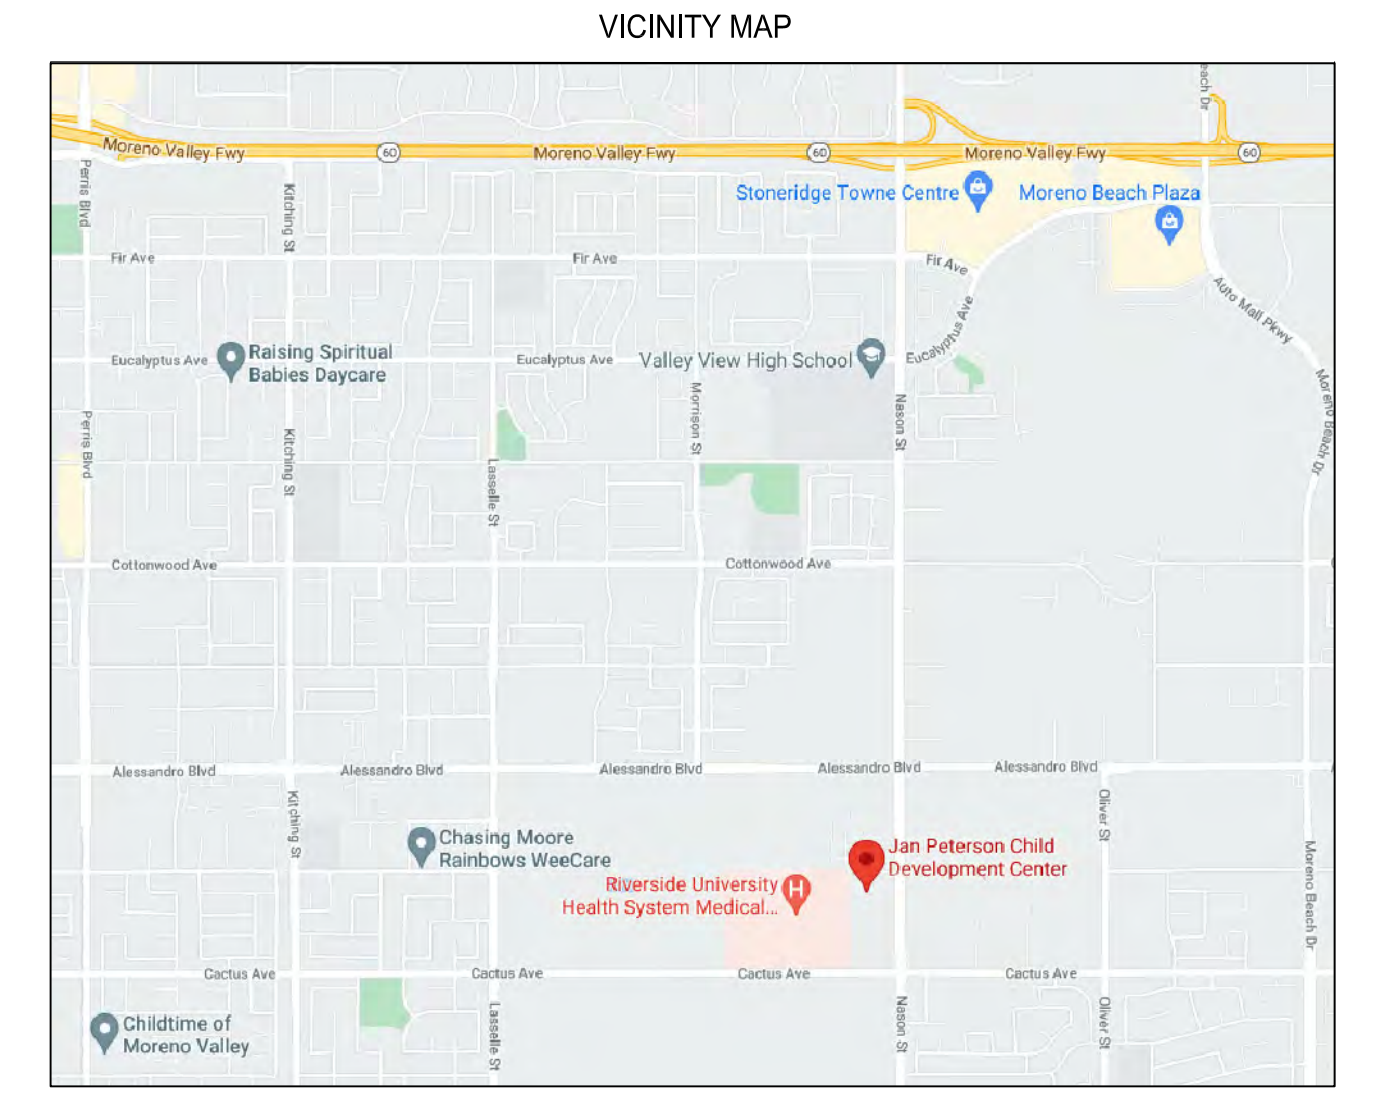 VICINITY MAP
each Dr
Moreno Valley Fwy
60
Moreno Valley Fwy
60
Moreno Valley Fwy
60
Perris Blvd
Kitching St
Stoneridge Towne Centre
Moreno Beach Plaza
Fir Ave
Fir Ave
Fir Ave
Auto Mall Pkwy
Eucalyptus Ave
Raising Spiritual
Babies Daycare
Eucalyptus Ave
Valley View High School
Eucalyptus Ave
Perris Blvd
Kitching St
Lasselle St
Morrison St
Nason St
Moreno Beach Dr
Cottonwood Ave
Cottonwood Ave
Alessandro Blvd
Alessandro Blvd
Alessandro Blvd
Alessandro Blvd
Alessandro Blvd
Kitching St
Oliver St
Chasing Moore
Rainbows WeeCare
Jan Peterson Child
Development Center
Riverside University
Health System Medical...
H
Moreno Beach Dr
Cactus Ave
Cactus Ave
Cactus Ave
Cactus Ave
Childtime of
Moreno Valley
Lasselle St
Nason St
Oliver St